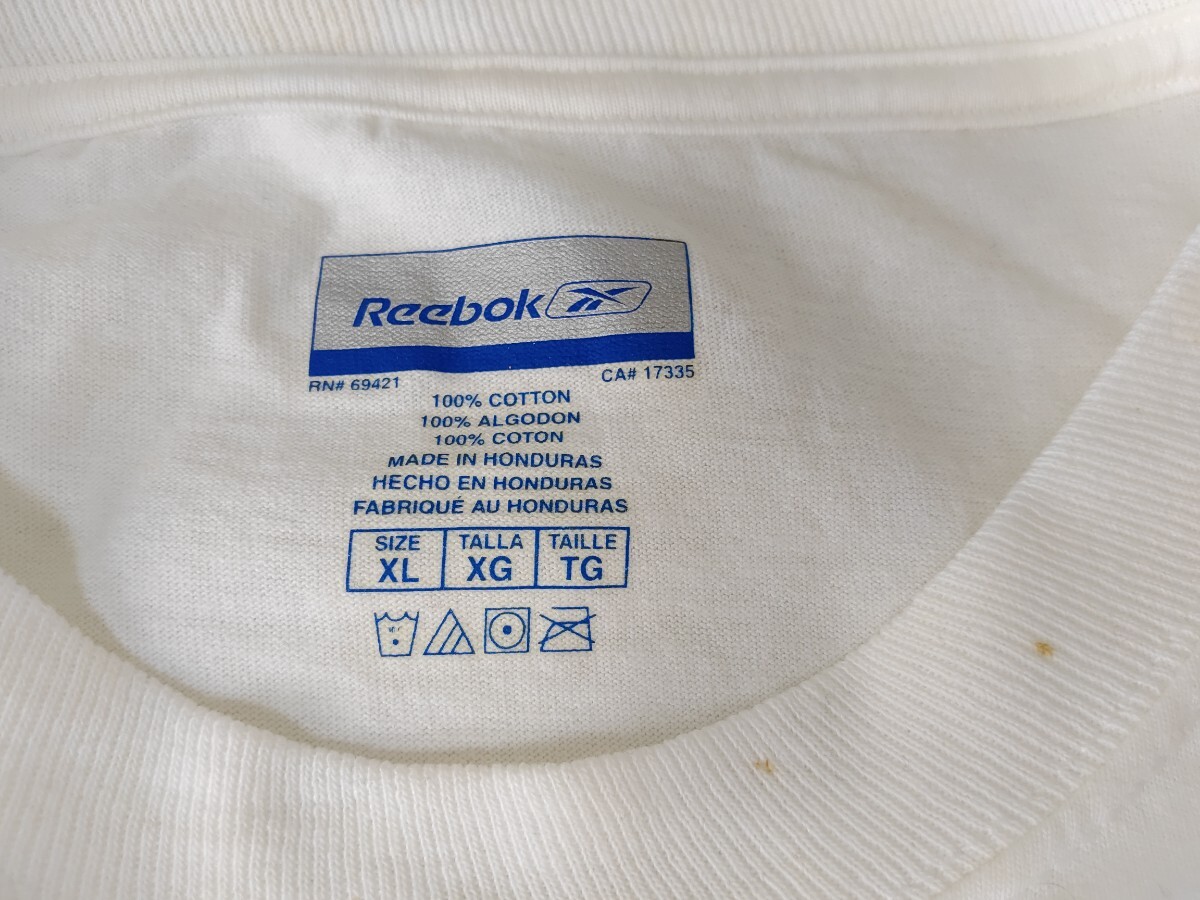 Reebok
RN# 69421 CA# 17335
100% COTTON
100% ALGODON
100% COTON
MADE IN HONDURAS
HECHO EN HONDURAS
FABRIQUÉ AU HONDURAS
SIZE TALLA TAILLE
XL XG TG